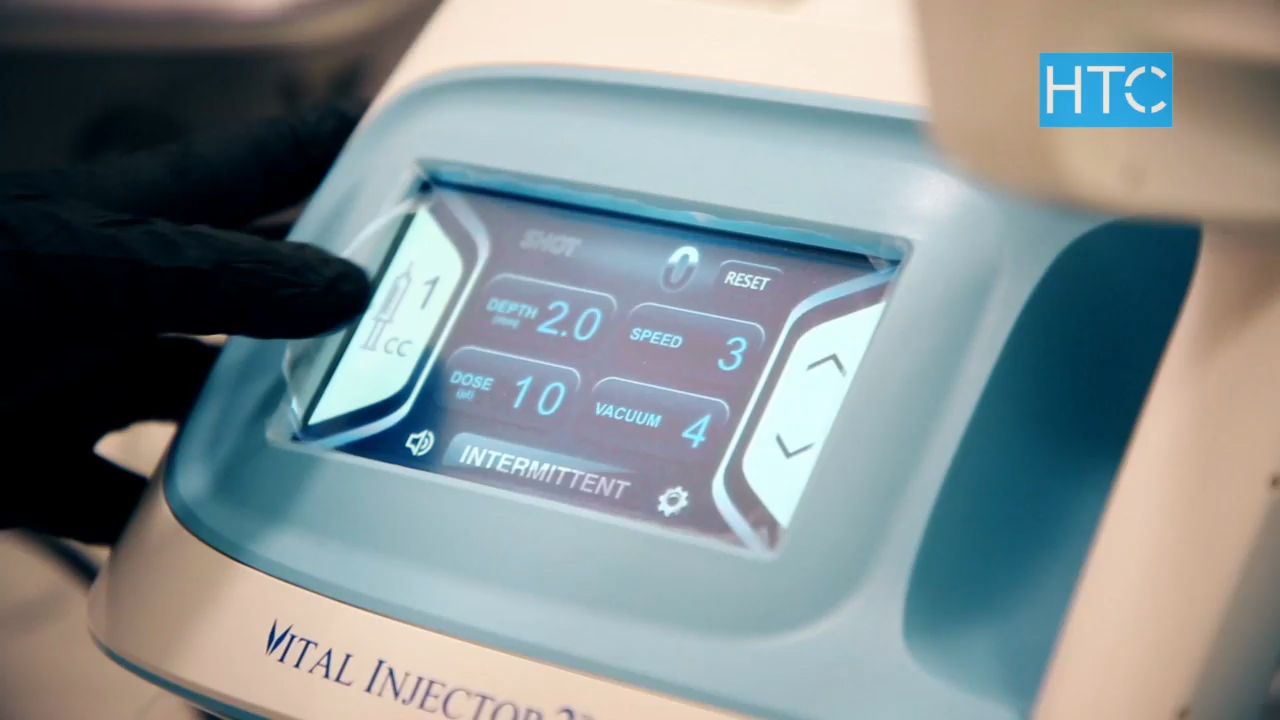 HTC
SHOT 0 RESET
1
CC
DEPTH
(mm)
2.0
SPEED 3
DOSE
(μl)
10
VACUUM 4
INTERMITTENT
VITAL INJECTOR